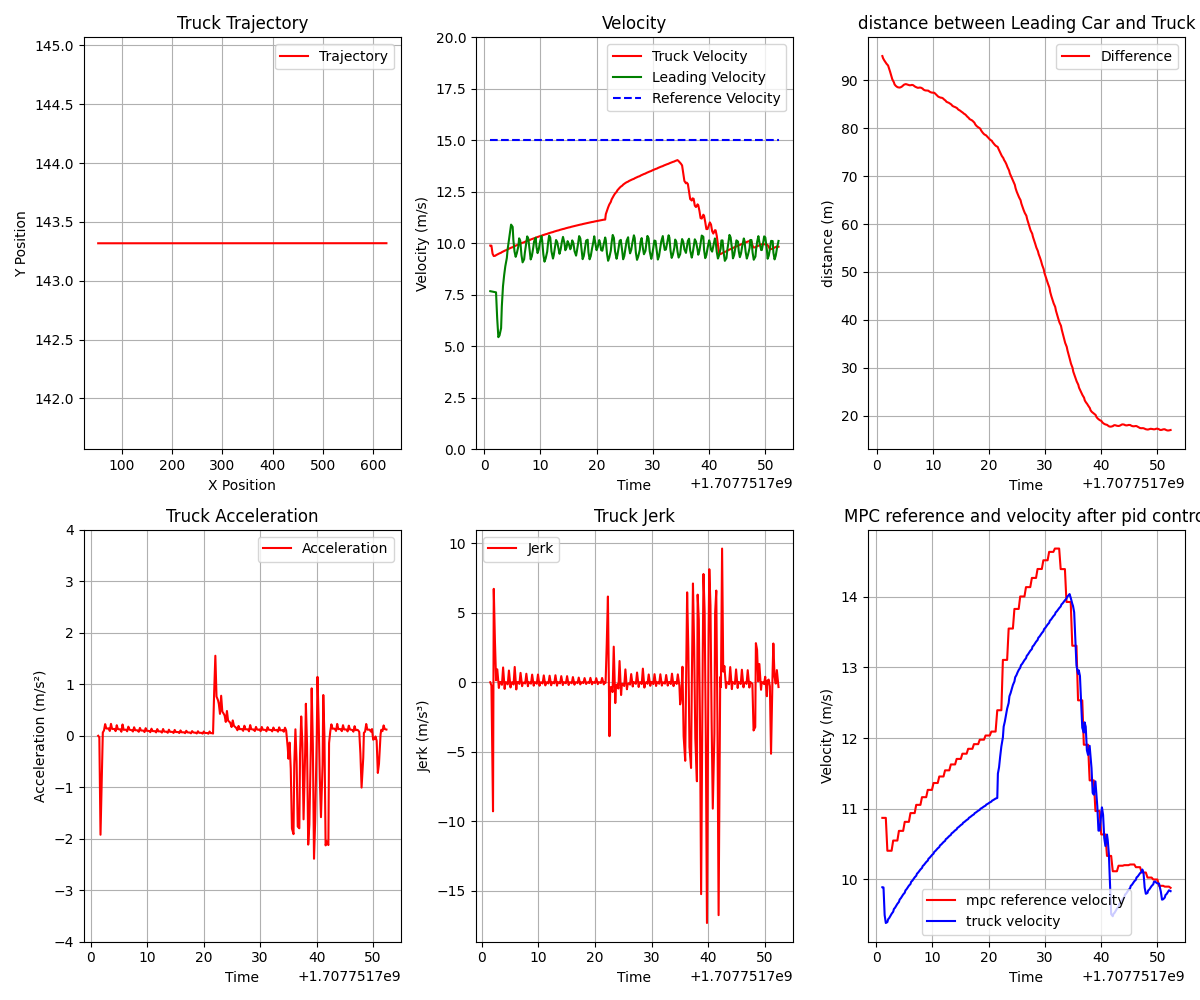 Truck Trajectory
Trajectory
Y Position
145.0
144.5
144.0
143.5
143.0
142.5
142.0
100 200 300 400 500 600
X Position
Velocity
Truck Velocity
Leading Velocity
Reference Velocity
Velocity (m/s)
20.0
17.5
15.0
12.5
10.0
7.5
5.0
2.5
0.0
0 10 20 30 40 50
Time
+1.7077517e9
distance between Leading Car and Truck
Difference
distance (m)
90
80
70
60
50
40
30
20
0 10 20 30 40 50
Time
+1.7077517e9
Truck Acceleration
Acceleration
Acceleration (m/s²)
4
3
2
1
0
−1
−2
−3
−4
0 10 20 30 40 50
Time
+1.7077517e9
Truck Jerk
Jerk
Jerk (m/s³)
10
5
0
−5
−10
−15
0 10 20 30 40 50
Time
+1.7077517e9
MPC reference and velocity after pid contro
mpc reference velocity
truck velocity
Velocity (m/s)
14
13
12
11
10
0 10 20 30 40 50
Time
+1.7077517e9